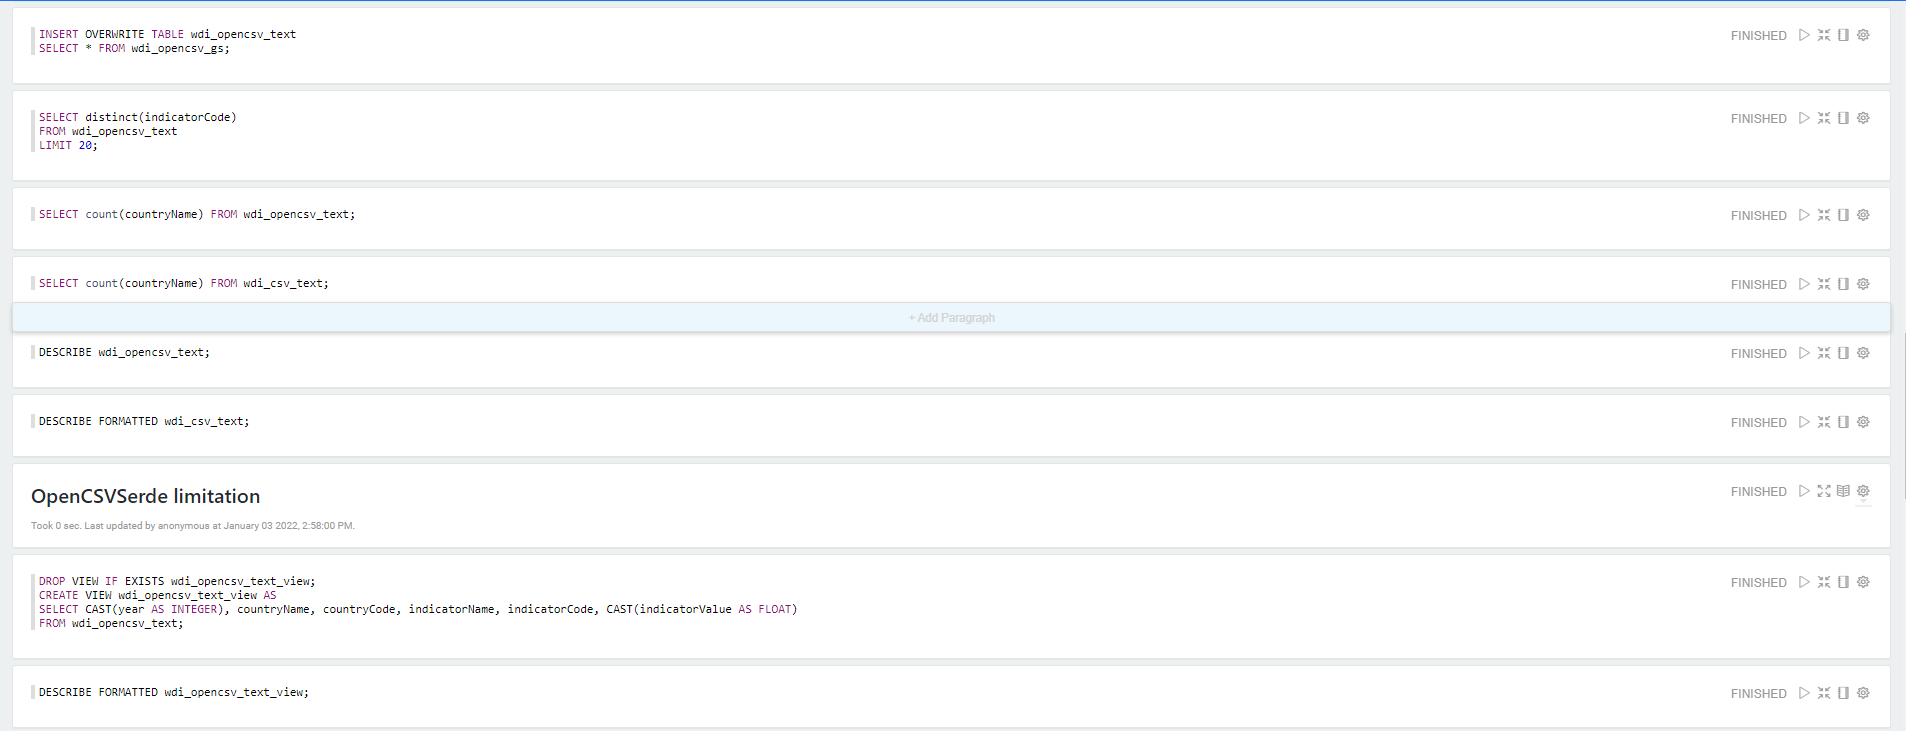 INSERT OVERWRITE TABLE wdi_opencsv_text
SELECT * FROM wdi_opencsv_gs;
FINISHED
SELECT distinct(indicatorCode)
FROM wdi_opencsv_text
LIMIT 20;
FINISHED
SELECT count(countryName) FROM wdi_opencsv_text;
FINISHED
SELECT count(countryName) FROM wdi_csv_text;
FINISHED
+ Add Paragraph
DESCRIBE wdi_opencsv_text;
FINISHED
DESCRIBE FORMATTED wdi_csv_text;
FINISHED
OpenCSVSerde limitation
FINISHED
Took 0 sec. Last updated by anonymous at January 03 2022, 2:58:00 PM.
DROP VIEW IF EXISTS wdi_opencsv_text_view;
FINISHED
CREATE VIEW wdi_opencsv_text_view AS
SELECT CAST(year AS INTEGER), countryName, countryCode, indicatorName, indicatorCode, CAST(indicatorValue AS FLOAT)
FROM wdi_opencsv_text;
DESCRIBE FORMATTED wdi_opencsv_text_view;
FINISHED